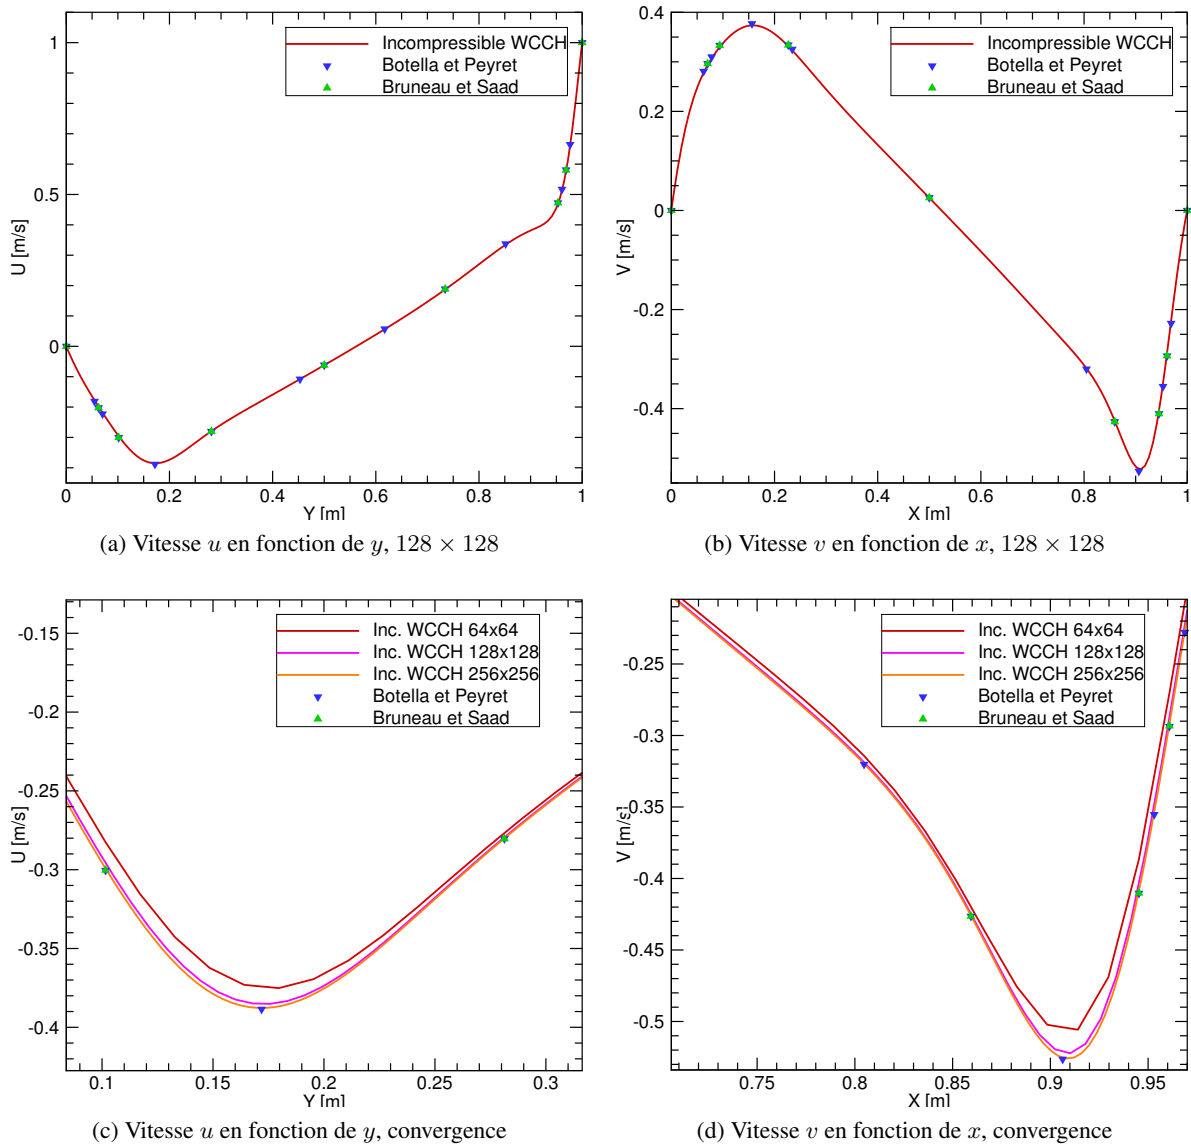 Incompressible WCCH
Botella et Peyret
Bruneau et Saad
1
0.5
0
U [m/s]
0 0.2 0.4 0.6 0.8 1
Y [m]
(a) Vitesse u en fonction de y, 128 × 128
Incompressible WCCH
Botella et Peyret
Bruneau et Saad
0.4
0.2
0
-0.2
-0.4
V [m/s]
0 0.2 0.4 0.6 0.8 1
X [m]
(b) Vitesse v en fonction de x, 128 × 128
Inc. WCCH 64x64
Inc. WCCH 128x128
Inc. WCCH 256x256
Botella et Peyret
Bruneau et Saad
-0.15
-0.2
-0.25
-0.3
-0.35
-0.4
U [m/s]
0.1 0.15 0.2 0.25 0.3
Y [m]
(c) Vitesse u en fonction de y, convergence
Inc. WCCH 64x64
Inc. WCCH 128x128
Inc. WCCH 256x256
Botella et Peyret
Bruneau et Saad
-0.25
-0.3
-0.35
-0.4
-0.45
-0.5
V [m/s]
0.75 0.8 0.85 0.9 0.95
X [m]
(d) Vitesse v en fonction de x, convergence